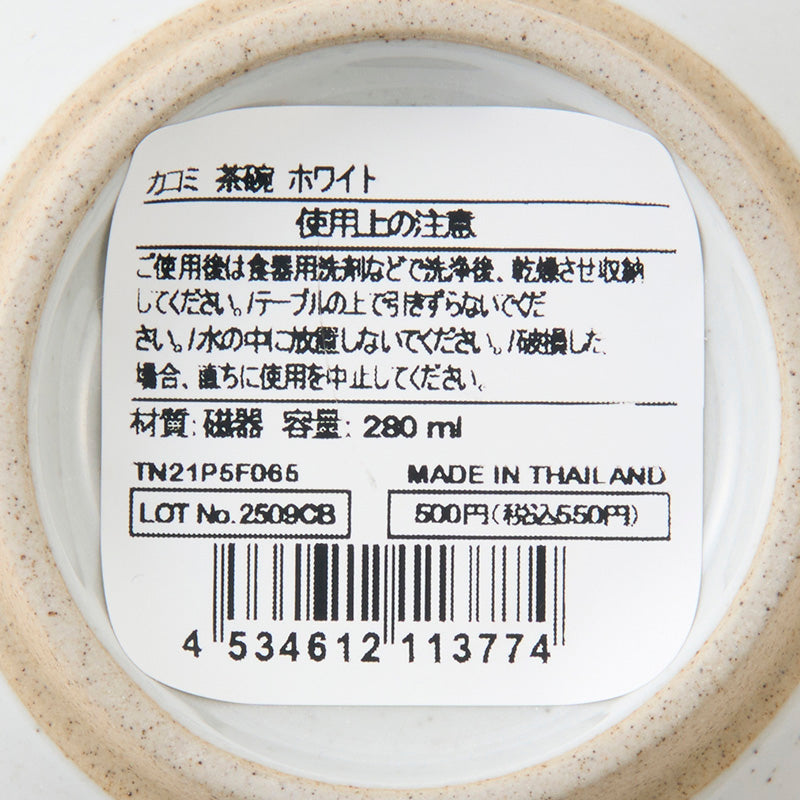 カコミ 茶碗 ホワイト
使用上の注意
ご使用後は食器用洗剤などで洗浄後、乾燥させ収納
してください。/テーブルの上で引きずらないでくだ
さい。/水の中に放置しないでください。/破損した
場合、直ちに使用を中止してください。
材質:磁器 容量:280 ml
TN21P5F065 MADE IN THAILAND
LOT No.2509CB 500円(税込550円)
4 534612 113774